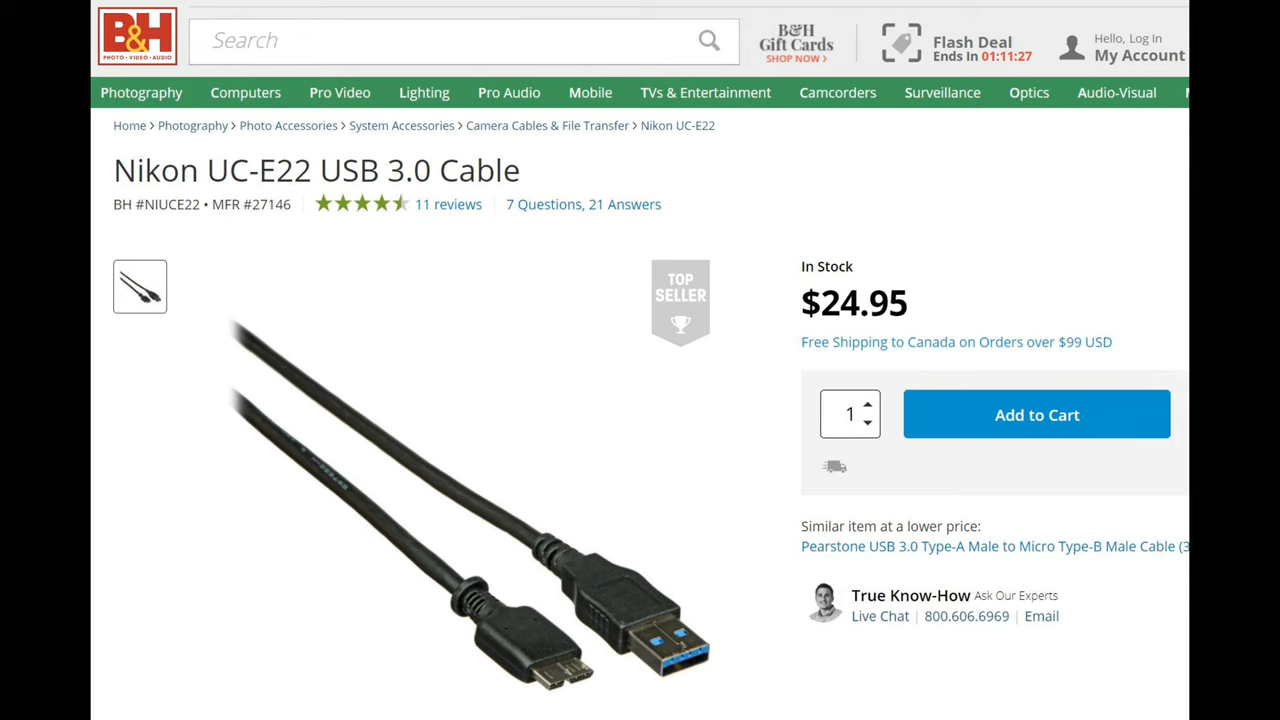 B&H
PHOTO • VIDEO • AUDIO
Search
B&H
Gift Cards
SHOP NOW ›
Flash Deal
Ends In 01:11:27
Hello, Log In
My Account
Photography Computers Pro Video Lighting Pro Audio Mobile TVs & Entertainment Camcorders Surveillance Optics Audio-Visual
Home › Photography › Photo Accessories › System Accessories › Camera Cables & File Transfer › Nikon UC-E22
Nikon UC-E22 USB 3.0 Cable
BH #NIUCE22 • MFR #27146 11 reviews 7 Questions, 21 Answers
TOP
SELLER
In Stock
$24.95
Free Shipping to Canada on Orders over $99 USD
1
Add to Cart
Similar item at a lower price:
Pearstone USB 3.0 Type-A Male to Micro Type-B Male Cable (3
True Know-How Ask Our Experts
Live Chat | 800.606.6969 | Email